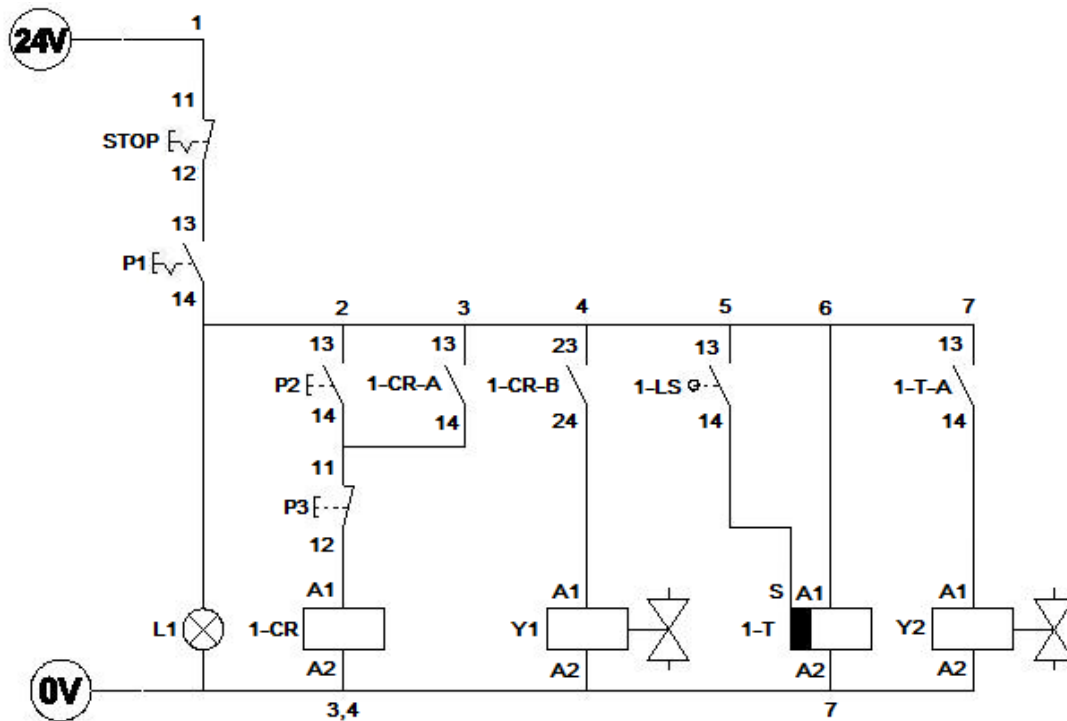 1
24V
11
STOP
12
13
P1
14
2 3 4 5 6 7
13 13 23 13 13
P2 1-CR-A 1-CR-B 1-LS 1-T-A
14 14 24 14 14
11
P3
12
A1 A1 S A1 A1
L1 1-CR Y1 1-T Y2
A2 A2 A2 A2
0V
3,4 7